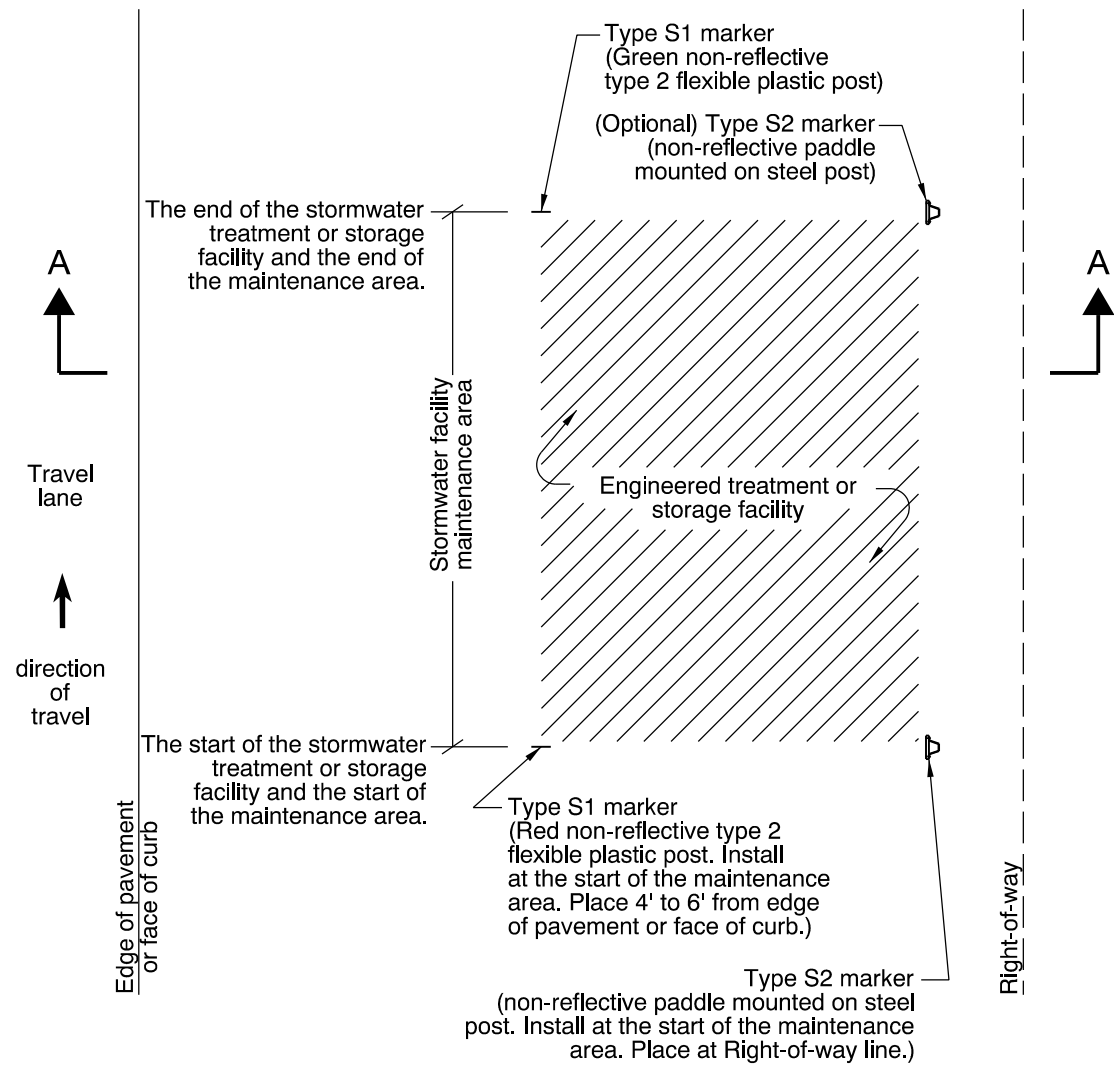 Type S1 marker
(Green non-reflective
type 2 flexible plastic post)
(Optional) Type S2 marker
(non-reflective paddle
mounted on steel post)
The end of the stormwater
treatment or storage
facility and the end of
the maintenance area.
A
A
Stormwater facility
maintenance area
Travel
lane
Engineered treatment or
storage facility
direction
of
travel
The start of the stormwater
treatment or storage
facility and the start of
the maintenance area.
Type S1 marker
(Red non-reflective type 2
flexible plastic post. Install
at the start of the maintenance
area. Place 4' to 6' from edge
of pavement or face of curb.)
Edge of pavement
or face of curb
Right-of-way
Type S2 marker
(non-reflective paddle mounted on steel
post. Install at the start of the maintenance
area. Place at Right-of-way line.)